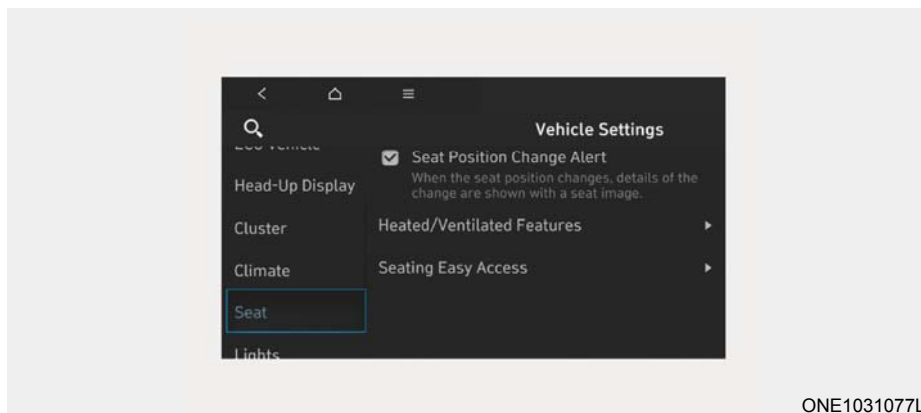 Vehicle Settings
Head-Up Display
Cluster
Climate
Seat
Lights
Seat Position Change Alert
When the seat position changes, details of the
change are shown with a seat image.
Heated/Ventilated Features
Seating Easy Access
ONE1031077L